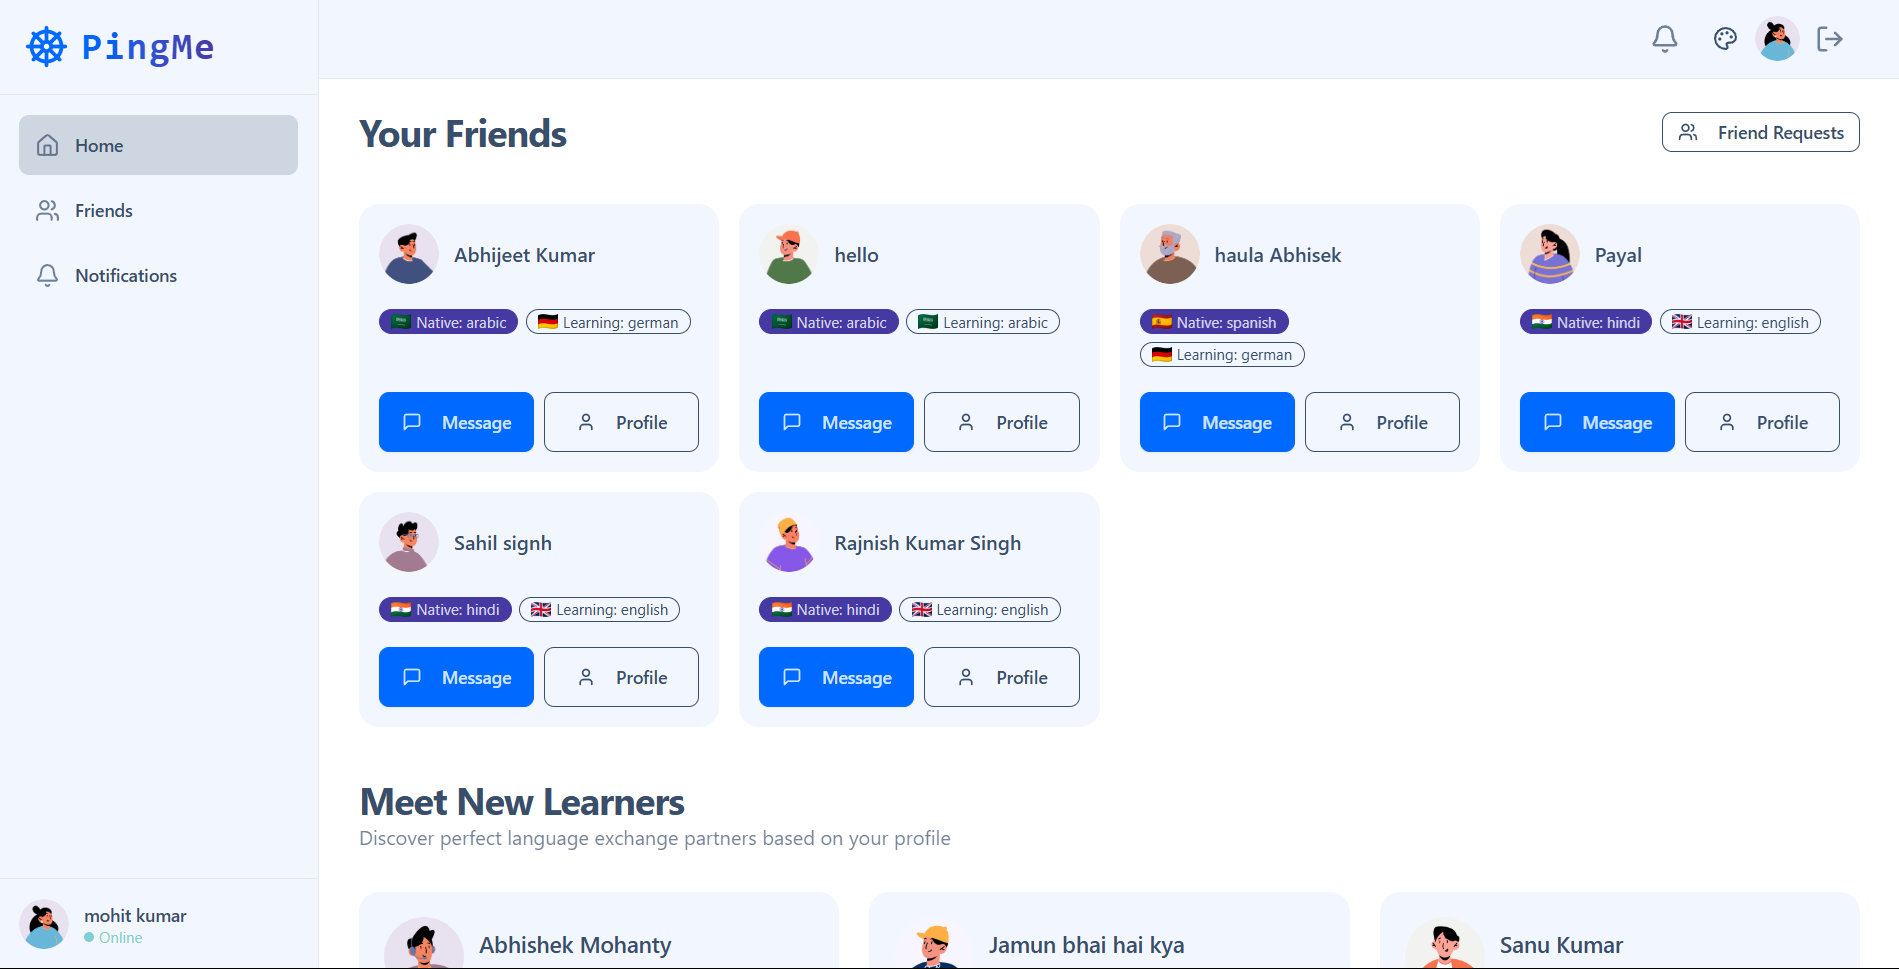 PingMe
Home
Friends
Notifications
Your Friends
Friend Requests
Abhijeet Kumar
Native: arabic Learning: german
Message Profile
hello
Native: arabic Learning: arabic
Message Profile
haula Abhisek
Native: spanish
Learning: german
Message Profile
Payal
Native: hindi Learning: english
Message Profile
Sahil signh
Native: hindi Learning: english
Message Profile
Rajnish Kumar Singh
Native: hindi Learning: english
Message Profile
Meet New Learners
Discover perfect language exchange partners based on your profile
Abhishek Mohanty
Jamun bhai hai kya
Sanu Kumar
mohit kumar
Online